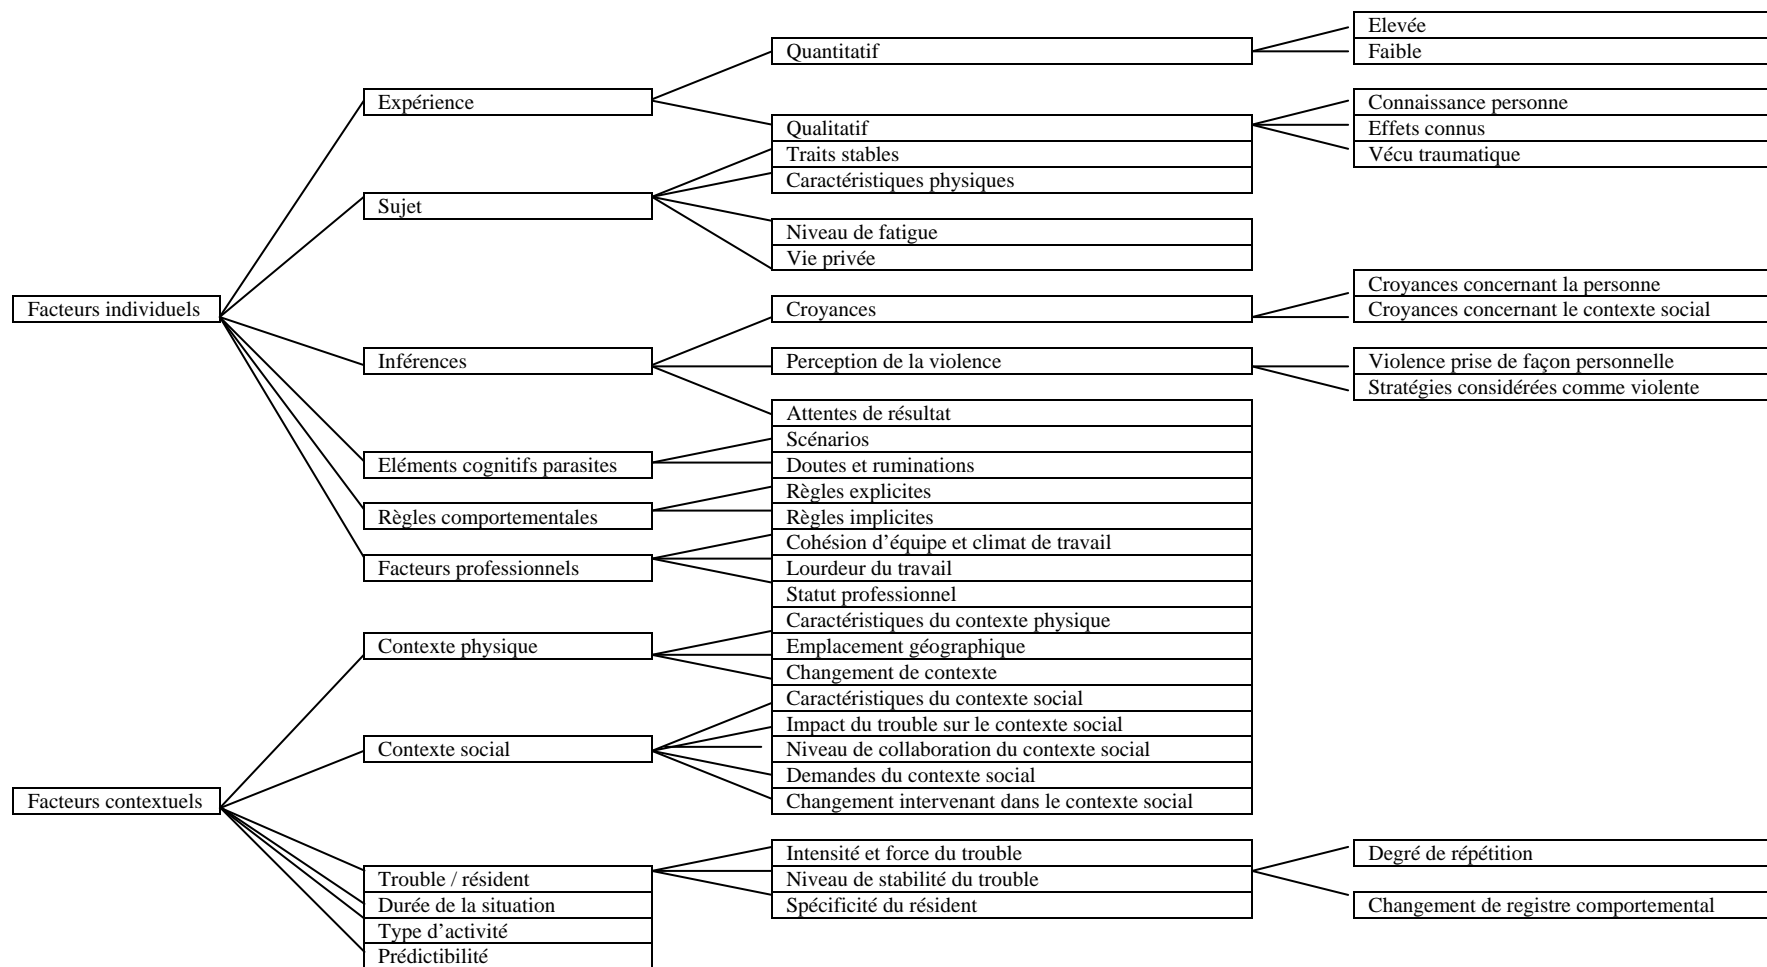 Elevée
Quantitatif
Faible
Expérience
Connaissance personne
Qualitatif
Effets connus
Traits stables
Vécu traumatique
Caractéristiques physiques
Sujet
Niveau de fatigue
Vie privée
Croyances concernant la personne
Facteurs individuels
Croyances
Croyances concernant le contexte social
Inférences
Perception de la violence
Violence prise de façon personnelle
Stratégies considérées comme violente
Attentes de résultat
Scénarios
Eléments cognitifs parasites
Doutes et ruminations
Règles explicites
Règles comportementales
Règles implicites
Cohésion d’équipe et climat de travail
Facteurs professionnels
Lourdeur du travail
Statut professionnel
Caractéristiques du contexte physique
Contexte physique
Emplacement géographique
Changement de contexte
Caractéristiques du contexte social
Impact du trouble sur le contexte social
Contexte social
Niveau de collaboration du contexte social
Demandes du contexte social
Facteurs contextuels
Changement intervenant dans le contexte social
Intensité et force du trouble
Degré de répétition
Trouble / résident
Niveau de stabilité du trouble
Durée de la situation
Spécificité du résident
Changement de registre comportemental
Type d’activité
Prédictibilité